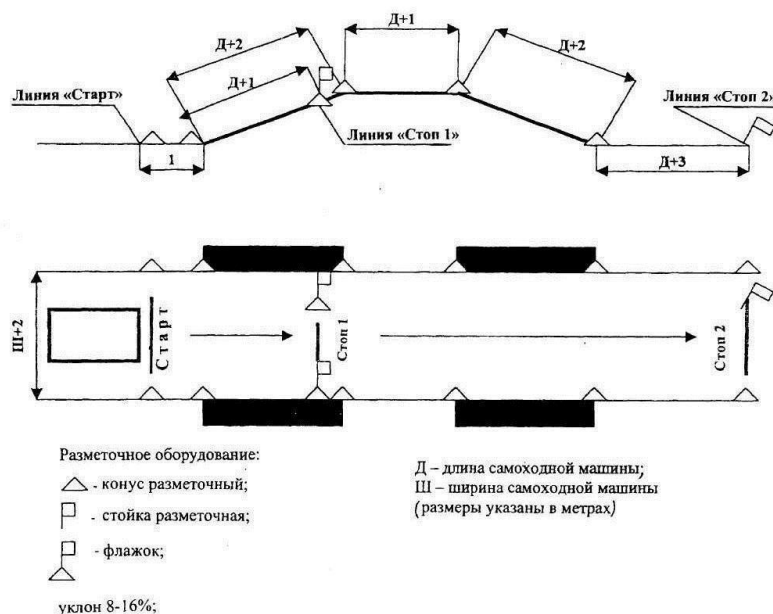 Д+1
Д+2
Д+2
Д+1
Линия «Старт»
Линия «Стоп 2»
Линия «Стоп 1»
1
Д+3
Ш+2
Старт
Стоп 1
Стоп 2
Разметочное оборудование:
- конус разметочный;
- стойка разметочная;
- флажок;
уклон 8-16%;
Д – длина самоходной машины;
Ш – ширина самоходной машины
(размеры указаны в метрах)